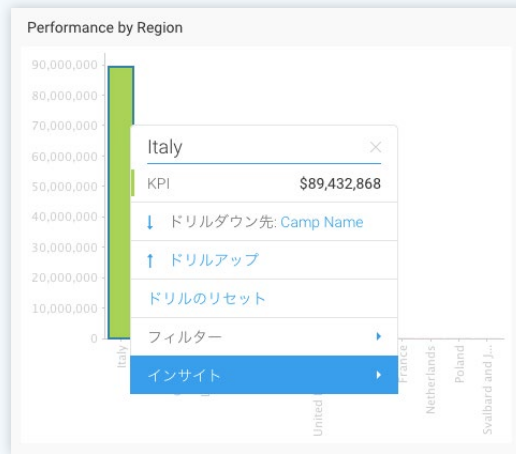 Performance by Region
90,000,000
80,000,000
70,000,000
60,000,000
50,000,000
40,000,000
30,000,000
20,000,000
10,000,000
0
Italy
KPI $89,432,868
ドリルダウン先: Camp Name
ドリルアップ
ドリルのリセット
フィルター
インサイト
Italy
United
France
Netherlands
Poland
Svalbard and J...